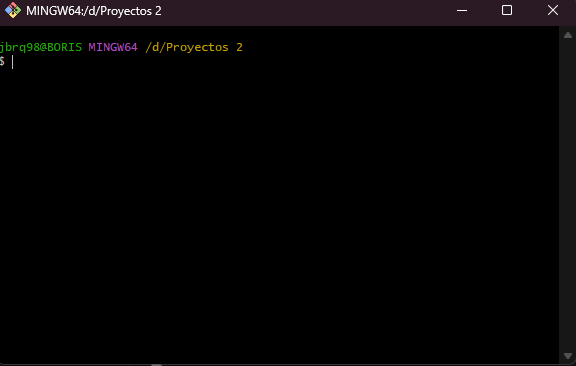 MINGW64:/d/Proyectos 2
jbrq98@BORIS MINGW64 /d/Proyectos 2
$